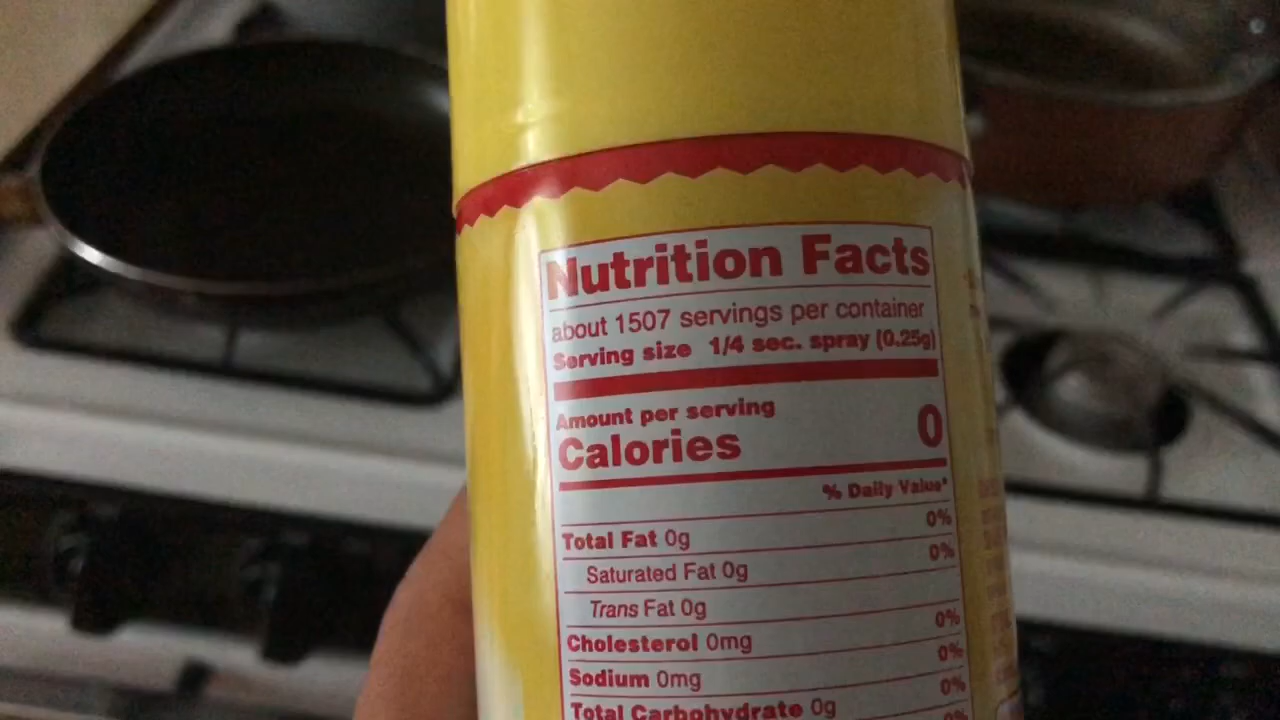 Nutrition Facts
about 1507 servings per container
Serving size 1/4 sec. spray (0.25g)
Amount per serving
Calories 0
% Daily Value*
Total Fat 0g 0%
Saturated Fat 0g 0%
Trans Fat 0g
Cholesterol 0mg 0%
Sodium 0mg 0%
Total Carbohydrate 0g 0%
0%